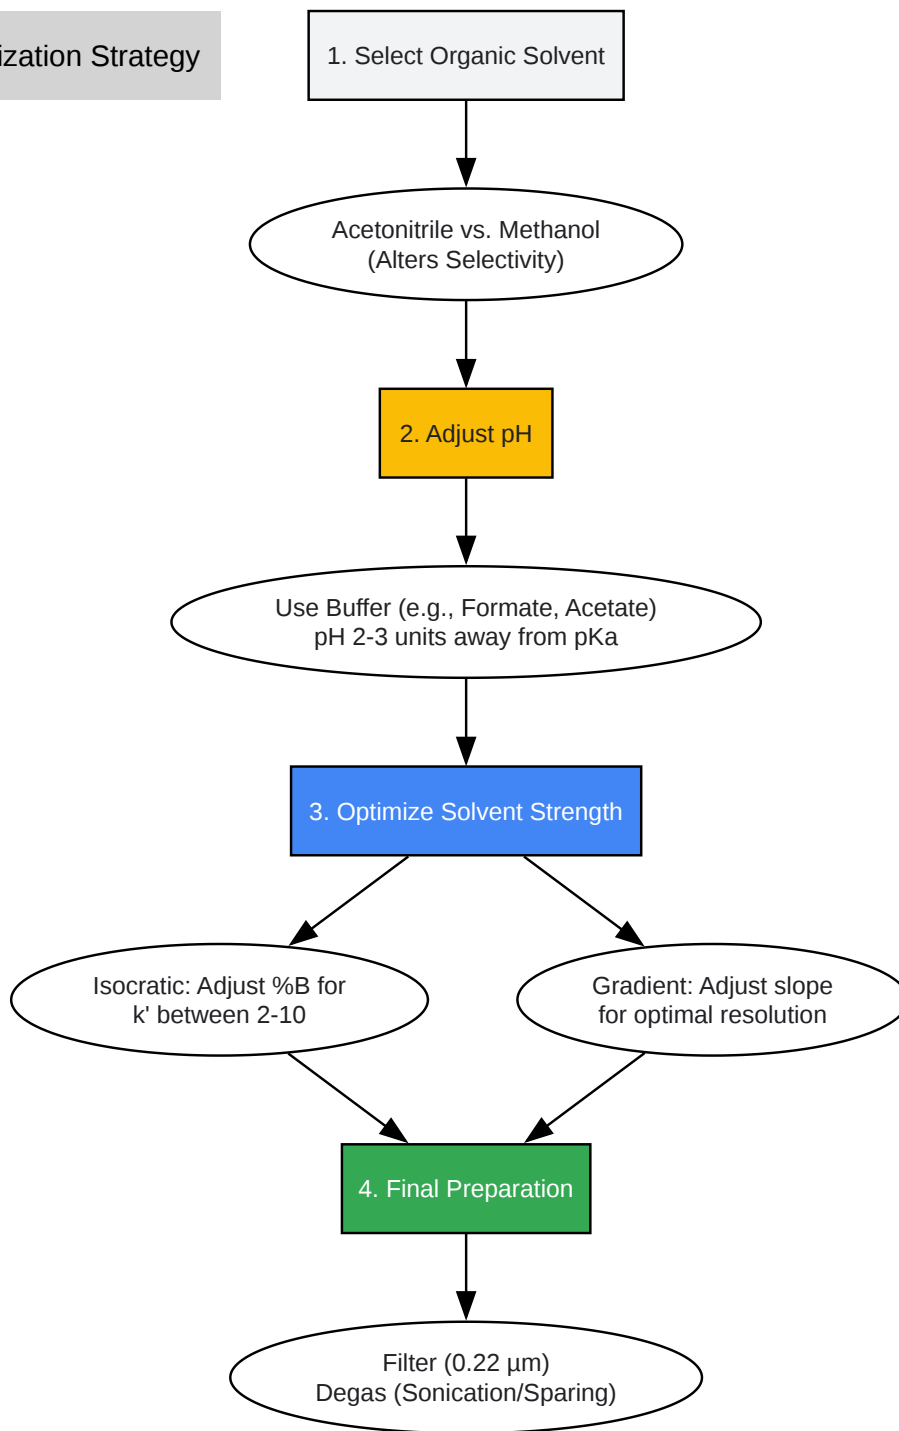 ization Strategy
1. Select Organic Solvent
Acetonitrile vs. Methanol
(Alters Selectivity)
2. Adjust pH
Use Buffer (e.g., Formate, Acetate)
pH 2-3 units away from pKa
3. Optimize Solvent Strength
Isocratic: Adjust %B for
k' between 2-10
Gradient: Adjust slope
for optimal resolution
4. Final Preparation
Filter (0.22 µm)
Degas (Sonication/Sparing)